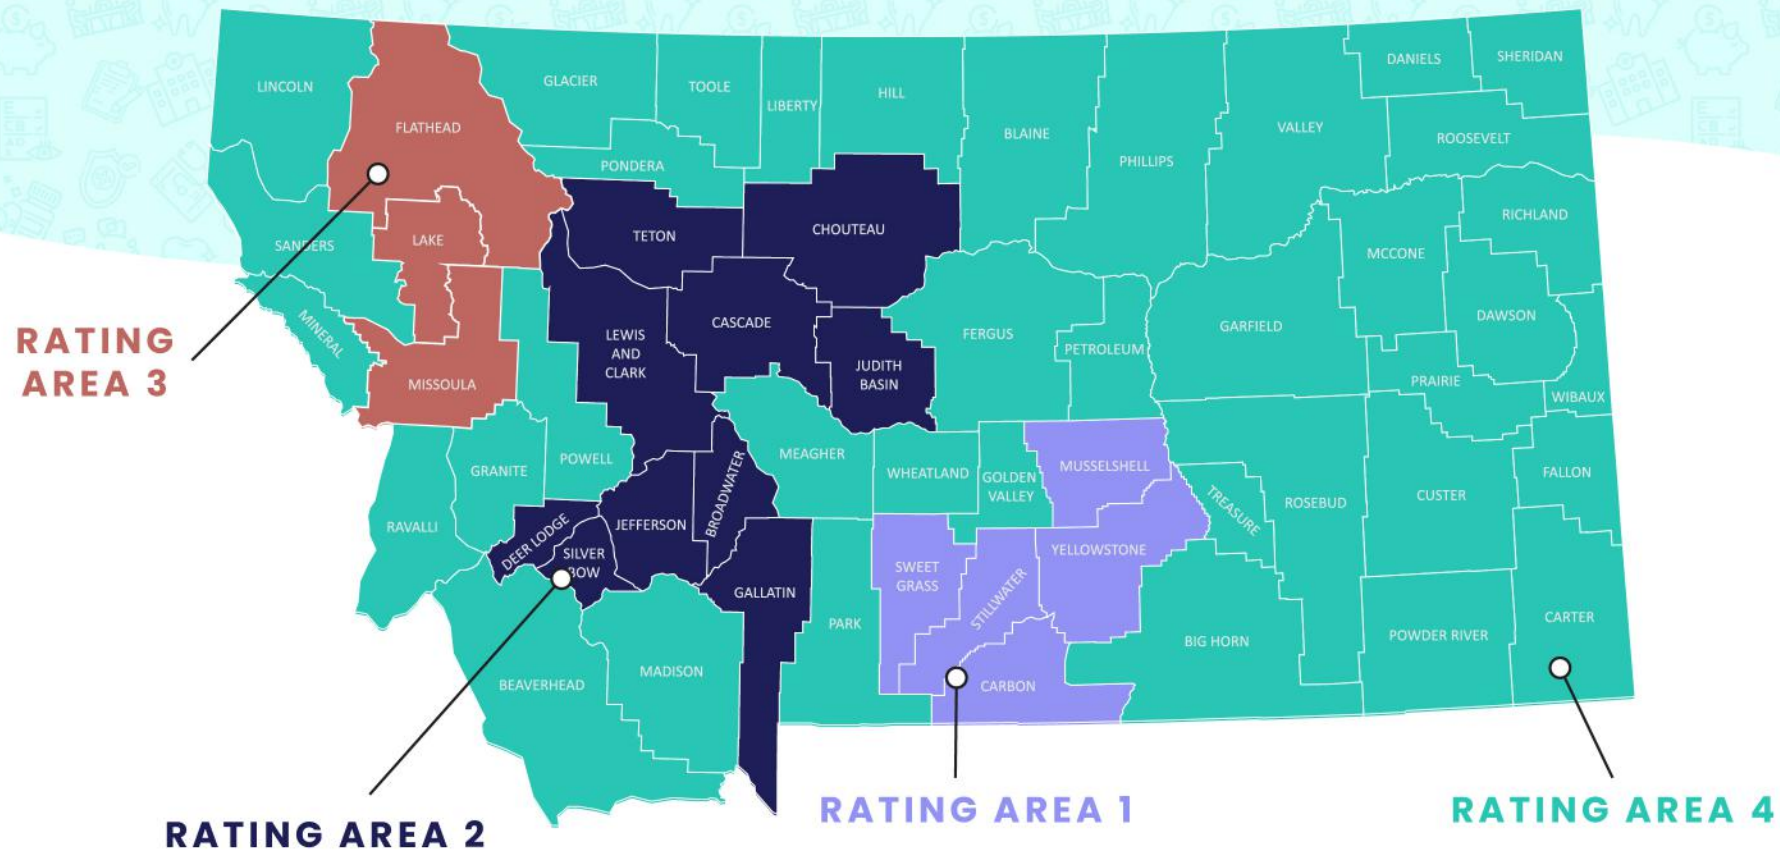 LINCOLN
FLATHEAD
GLACIER
TOOLE
LIBERTY
HILL
BLAINE
PHILLIPS
VALLEY
DANIELS
SHERIDAN
ROOSEVELT
PONDERA
SANDERS
LAKE
TETON
CHOUTEAU
MCCONE
RICHLAND
MINERAL
MISSOULA
LEWIS
AND
CLARK
CASCADE
JUDITH
BASIN
FERGUS
PETROLEUM
GARFIELD
DAWSON
PRAIRIE
WIBAUX
RATING
AREA 3
RAVALLI
GRANITE
POWELL
MEAGHER
WHEATLAND
GOLDEN
VALLEY
MUSSELSHELL
TREASURE
ROSEBUD
CUSTER
FALLON
DEER LODGE
SILVER
BOW
JEFFERSON
BROADWATER
GALLATIN
PARK
SWEET
GRASS
STILLWATER
YELLOWSTONE
BIG HORN
POWDER RIVER
CARTER
BEAVERHEAD
MADISON
CARBON
RATING AREA 2
RATING AREA 1
RATING AREA 4